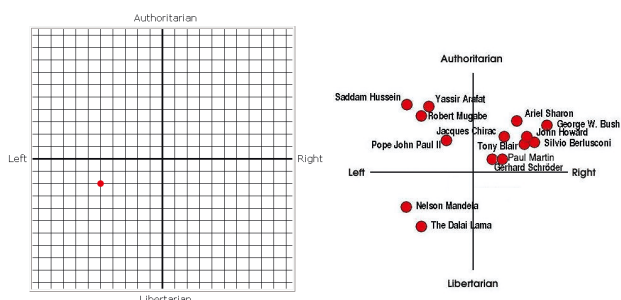 Authoritarian
Left
Right
Libertarian
Authoritarian
Saddam Hussein
Yassir Arafat
Robert Mugabe
Ariel Sharon
George W. Bush
Jacques Chirac
John Howard
Pope John Paul II
Tony Blair
Silvio Berlusconi
Paul Martin
Gerhard Schröder
Left
Right
Nelson Mandela
The Dalai Lama
Libertarian